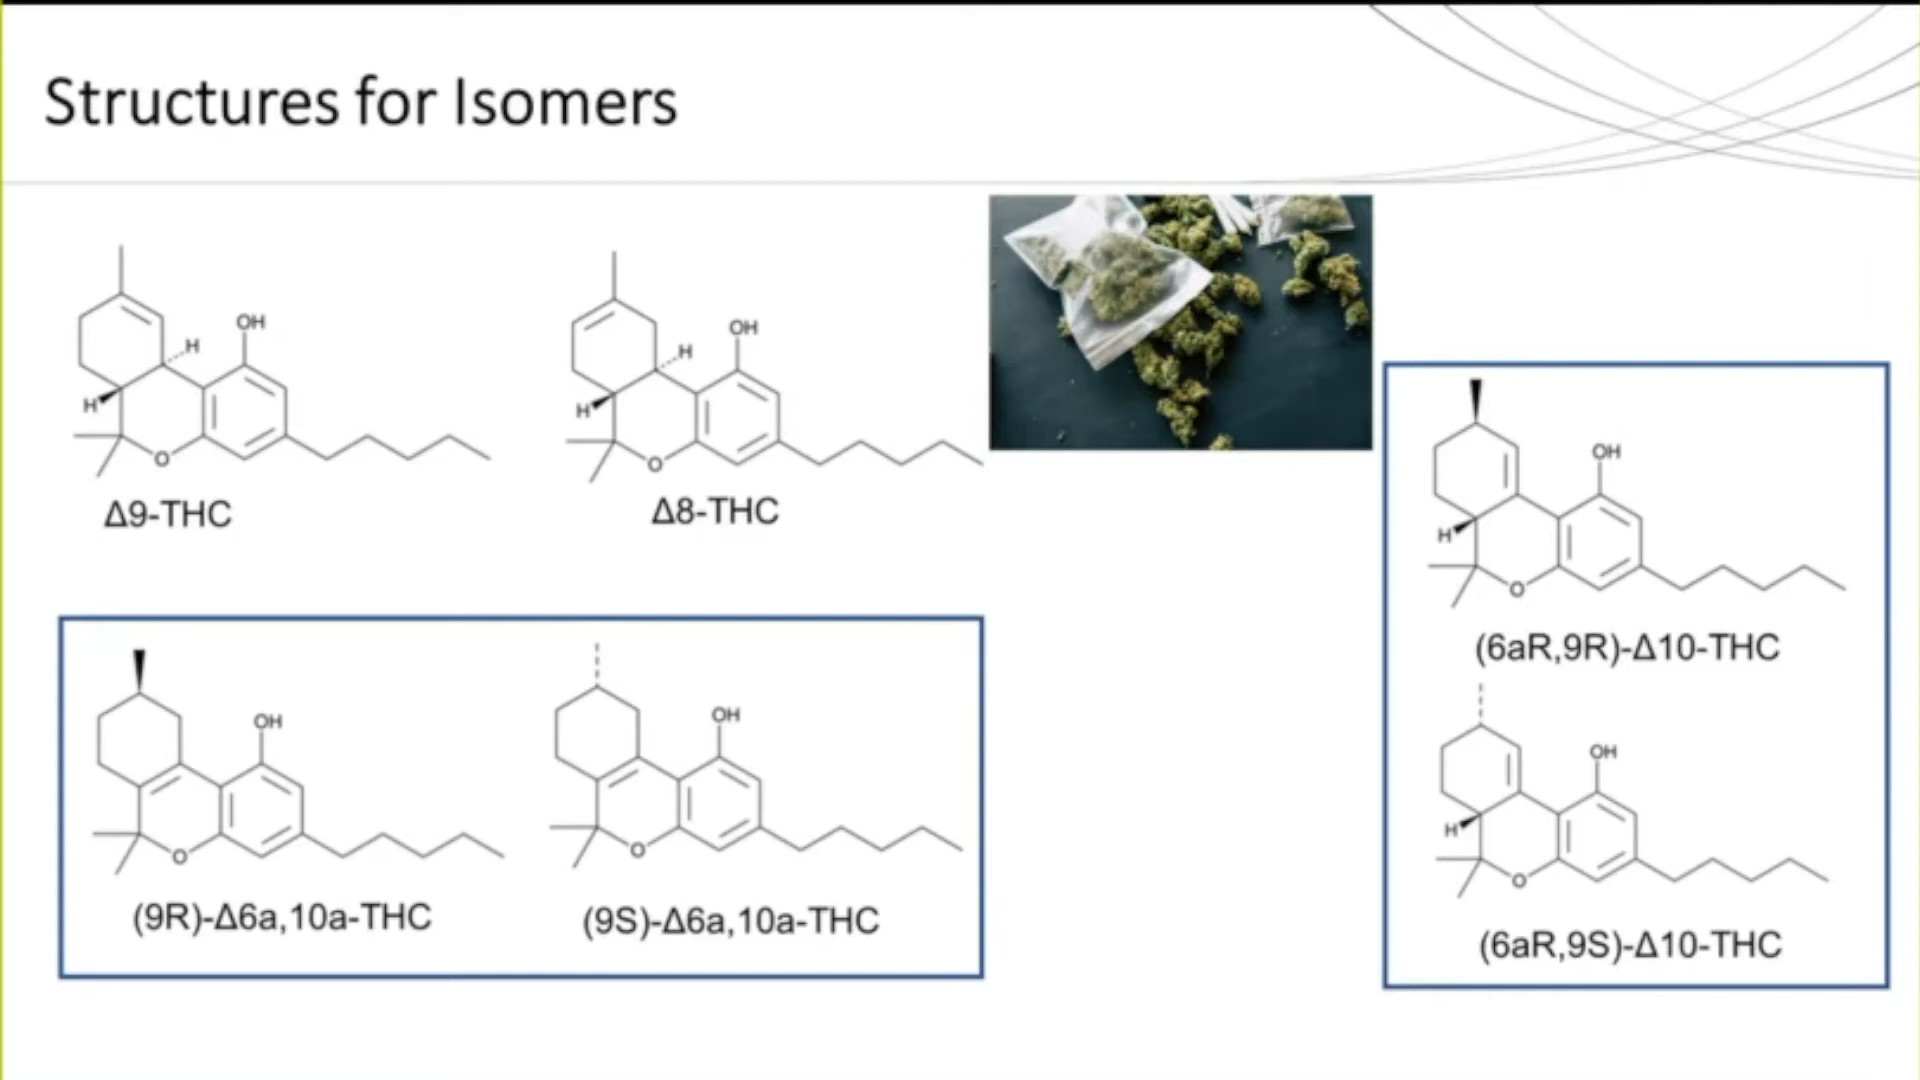 Structures for Isomers
OH
H
H
O
Δ9-THC
OH
H
H
O
Δ8-THC
OH
H
O
(6aR,9R)-Δ10-THC
OH
O
(9R)-Δ6a,10a-THC
OH
O
(9S)-Δ6a,10a-THC
OH
H
O
(6aR,9S)-Δ10-THC